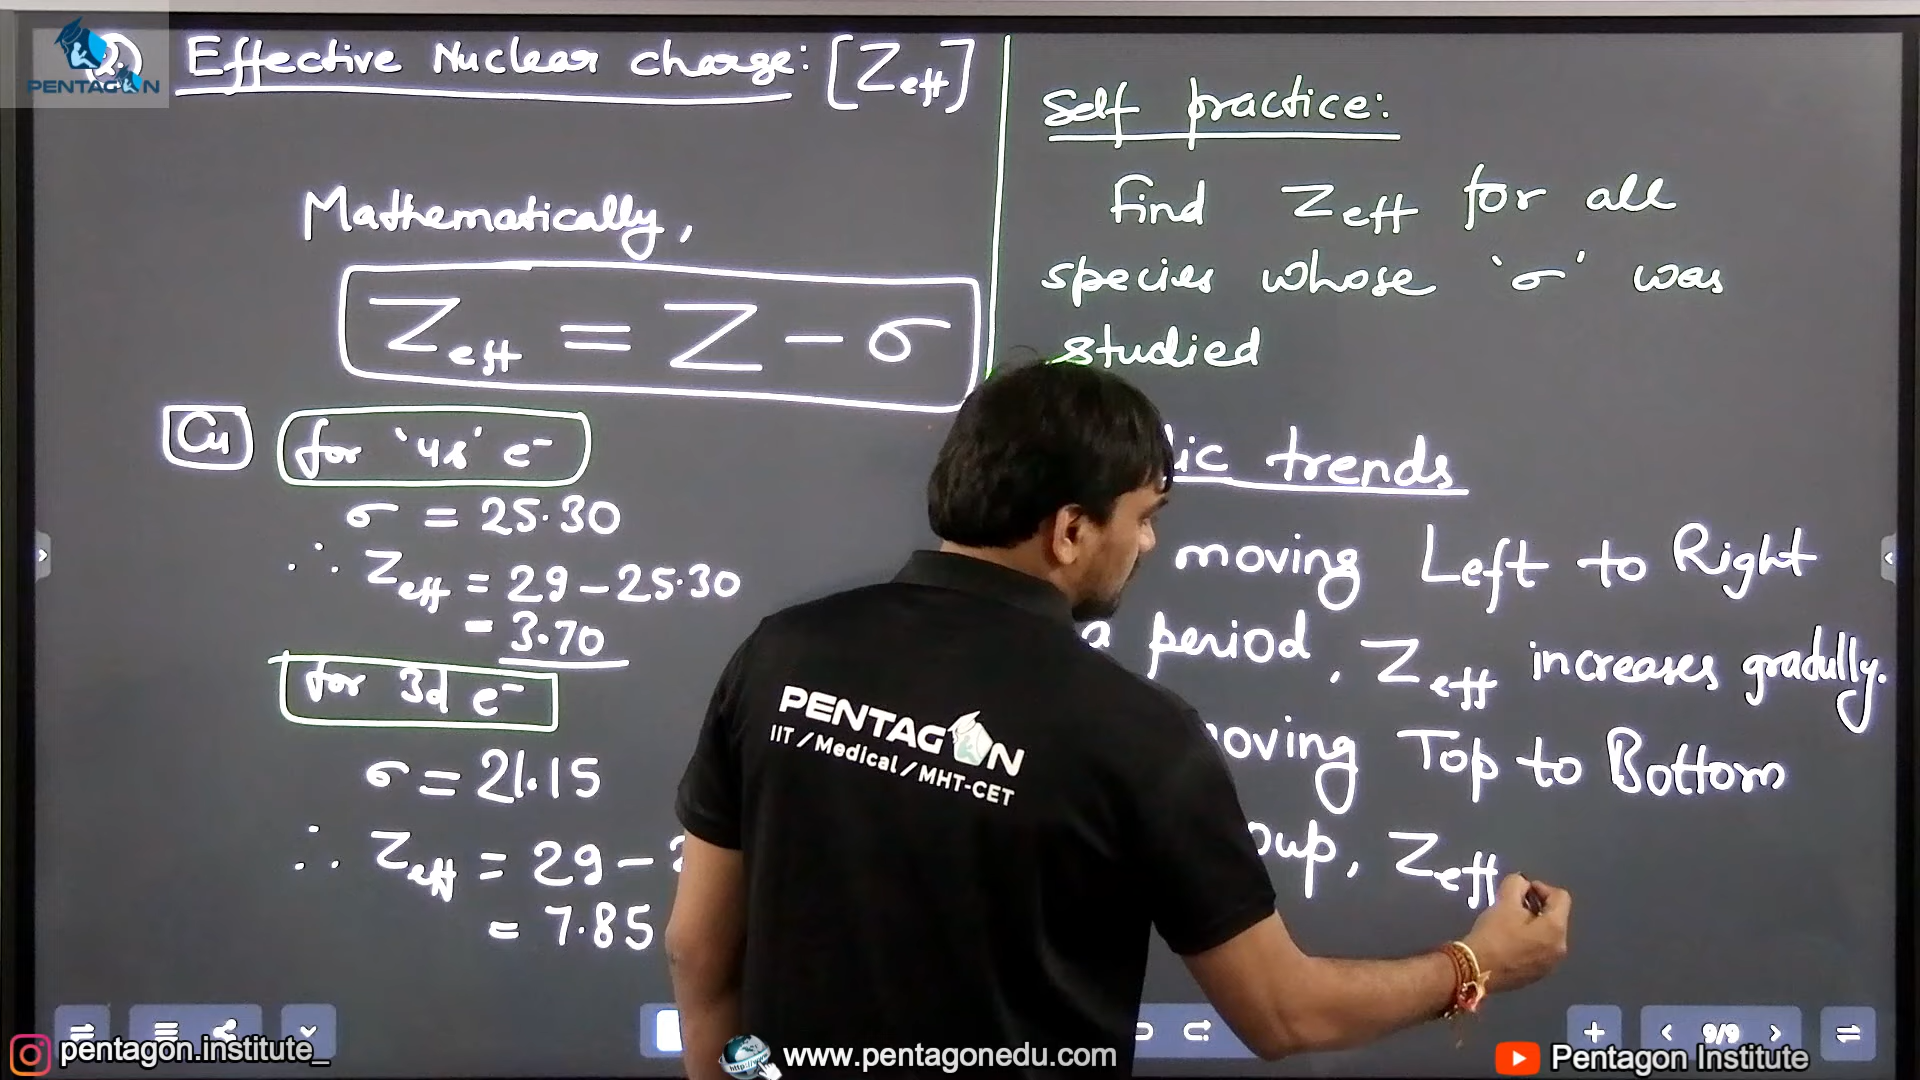 PENTAGON
2. Effective Nuclear charge: [Zeff]
Mathematically,
Zeff = Z - σ
Cu for '4s' e⁻
σ = 25.30
∴ Zeff = 29 - 25.30
= 3.70
for 3d e⁻
σ = 21.15
∴ Zeff = 29 -
= 7.85
Self practice:
find Zeff for all
species whose 'σ' was
studied
trends
moving Left to Right
a period, Zeff increases gradully.
Top to Bottom
Zeff
PENTAGON
IIT / Medical / MHT-CET
9/9
pentagon.institute_
www.pentagonedu.com
Pentagon Institute